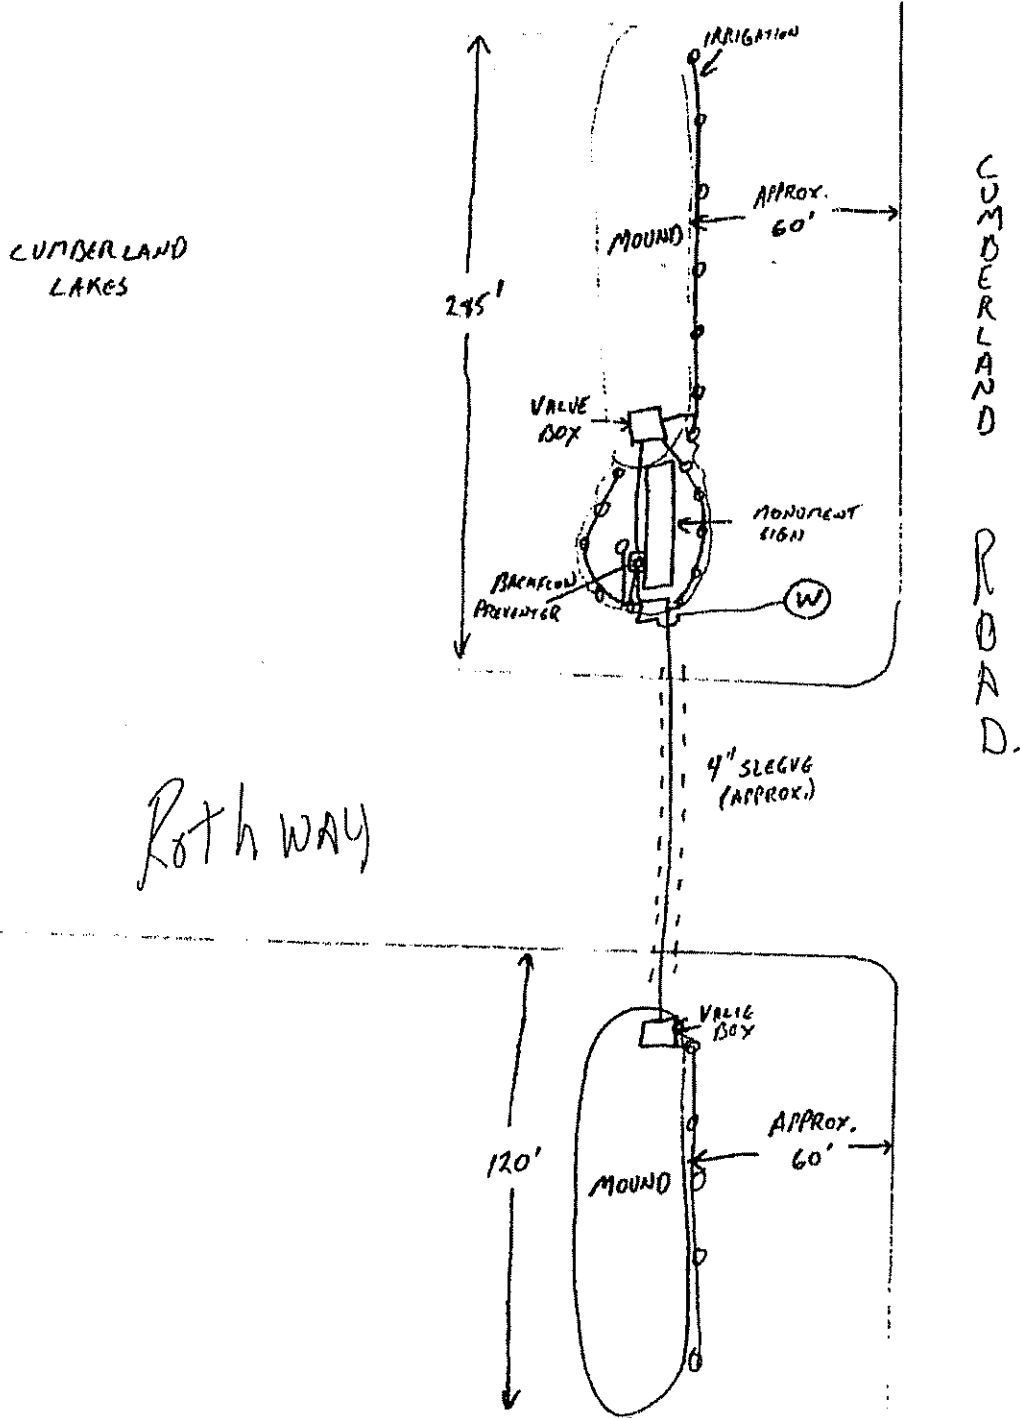 IRRIGATION
CUMBERLAND
LAKES
CUMBERLAND ROAD.
APPROX.
60'
MOUND
285'
VALVE
BOX
MONUMENT
SIGN
BACKFLOW
PREVENTER
W
4" SLEEVE
(APPROX.)
Roth WAY
VALVE
BOX
120'
MOUND
APPROX.
60'